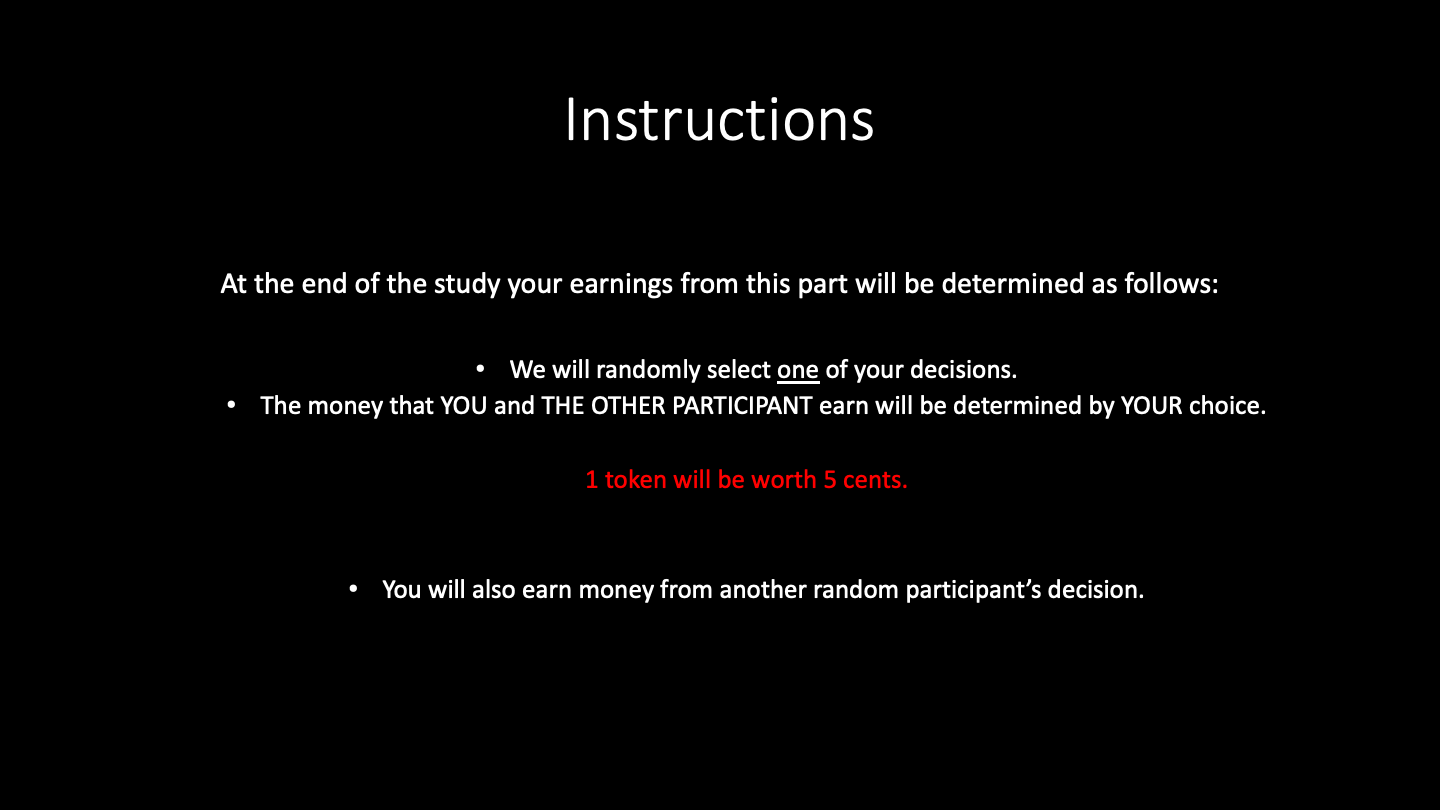 Instructions
At the end of the study your earnings from this part will be determined as follows:
• We will randomly select one of your decisions.
• The money that YOU and THE OTHER PARTICIPANT earn will be determined by YOUR choice.
1 token will be worth 5 cents.
• You will also earn money from another random participant’s decision.